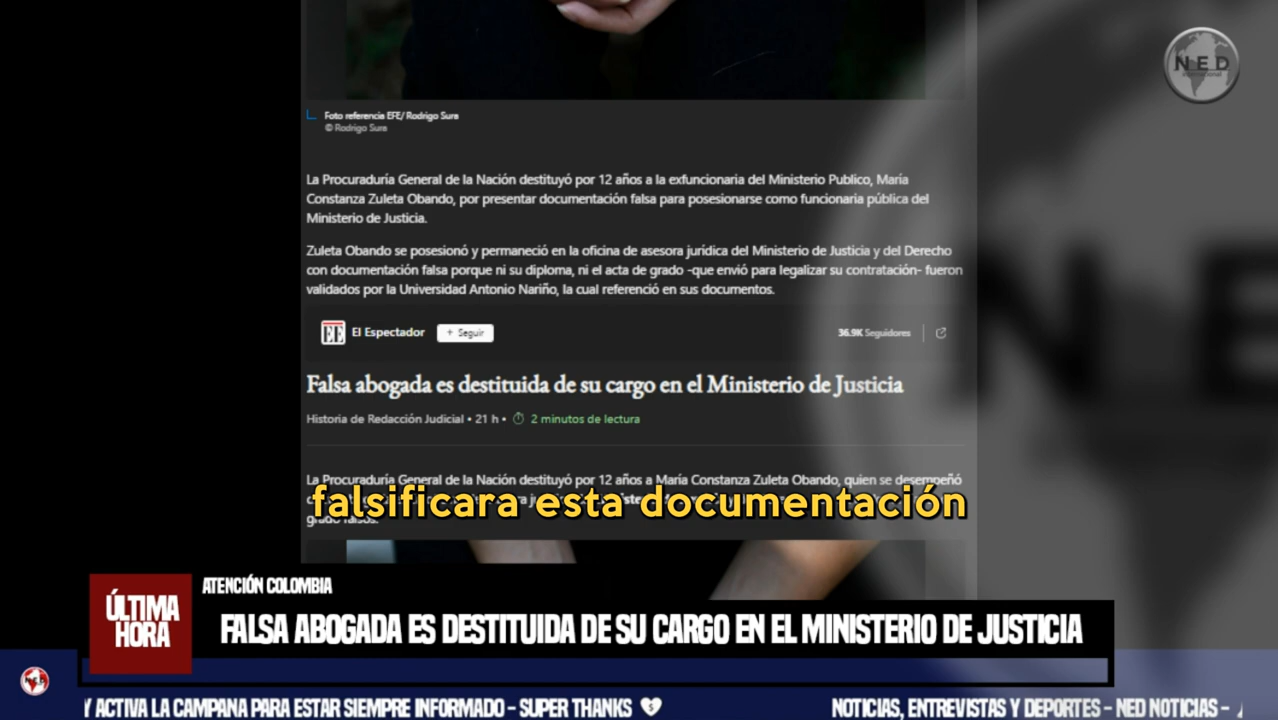 NED
International
Foto referencia EFE/ Rodrigo Sura
© Rodrigo Sura
La Procuraduría General de la Nación destituyó por 12 años a la exfuncionaria del Ministerio Publico, María
Constanza Zuleta Obando, por presentar documentación falsa para posesionarse como funcionaria pública del
Ministerio de Justicia.
Zuleta Obando se posesionó y permaneció en la oficina de asesora jurídica del Ministerio de Justicia y del Derecho
con documentación falsa porque ni su diploma, ni el acta de grado -que envió para legalizar su contratación- fueron
validados por la Universidad Antonio Nariño, la cual referenció en sus documentos.
EE El Espectador + Seguir 36.9K Seguidores
Falsa abogada es destituida de su cargo en el Ministerio de Justicia
Historia de Redacción Judicial • 21 h • 2 minutos de lectura
La Procuraduría General de la Nación destituyó por 12 años a María Constanza Zuleta Obando, quien se desempeñó
falsificara esta documentación
grado falsos.
ATENCIÓN COLOMBIA
ÚLTIMA
HORA
FALSA ABOGADA ES DESTITUIDA DE SU CARGO EN EL MINISTERIO DE JUSTICIA
Y ACTIVA LA CAMPANA PARA ESTAR SIEMPRE INFORMADO - SUPER THANKS NOTICIAS, ENTREVISTAS Y DEPORTES - NED NOTICIAS -